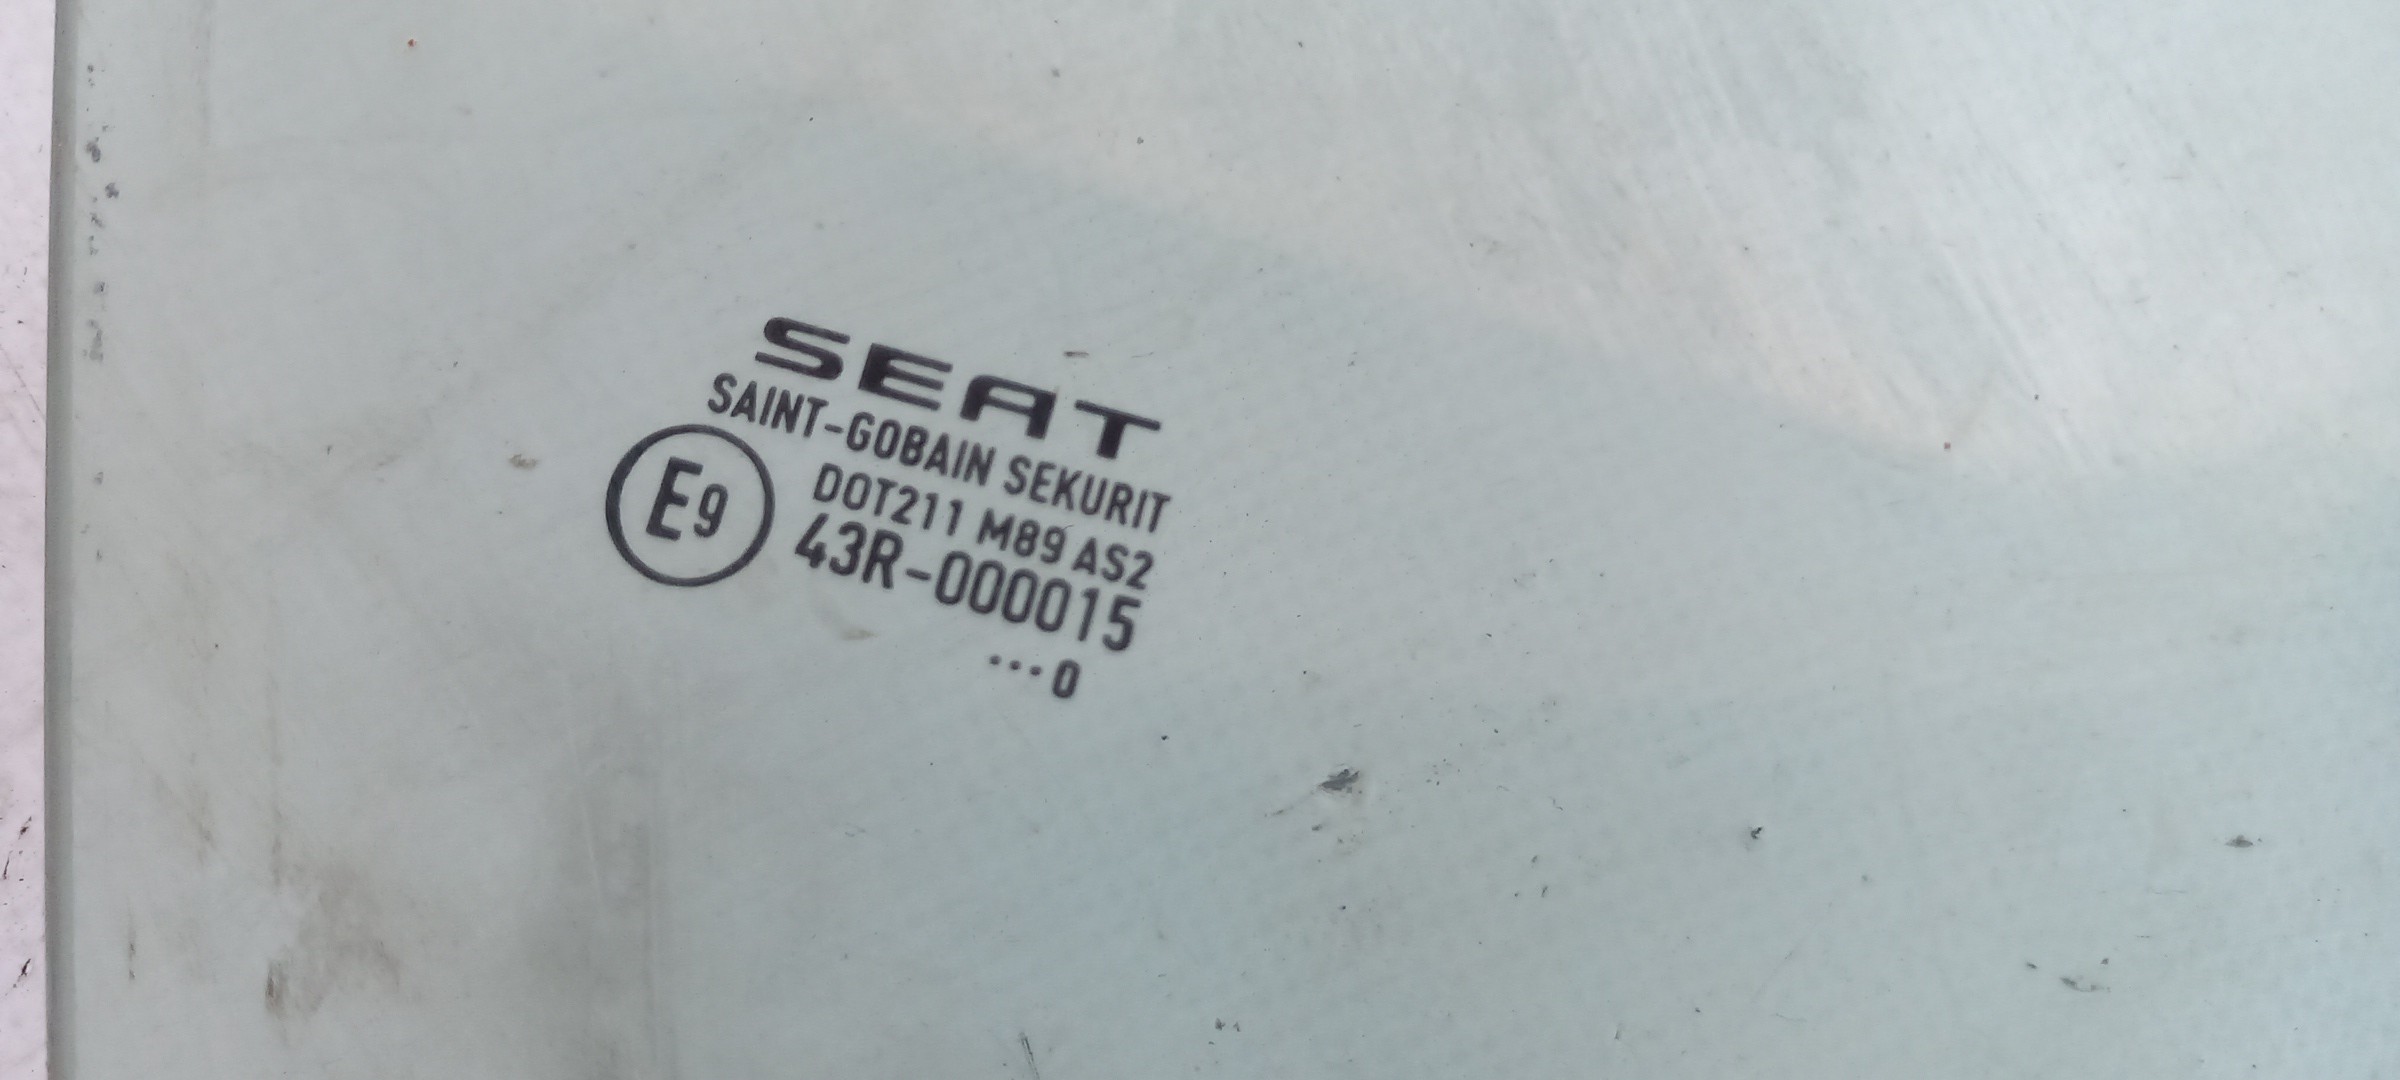 SEAT
SAINT-GOBAIN SEKURIT
E9
DOT211 M89 AS2
43R-000015
...0